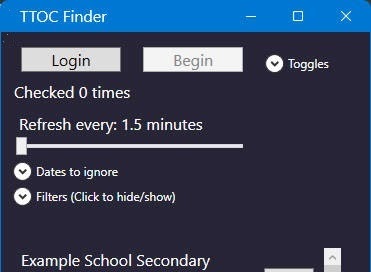 TTOC Finder
Login Begin Toggles
Checked 0 times
Refresh every: 1.5 minutes
Dates to ignore
Filters (Click to hide/show)
Example School Secondary